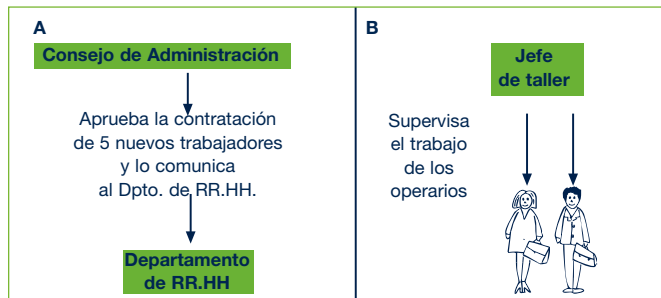 A
Consejo de Administración
Aprueba la contratación
de 5 nuevos trabajadores
y lo comunica
al Dpto. de RR.HH.
Departamento
de RR.HH
B
Jefe
de taller
Supervisa
el trabajo
de los
operarios